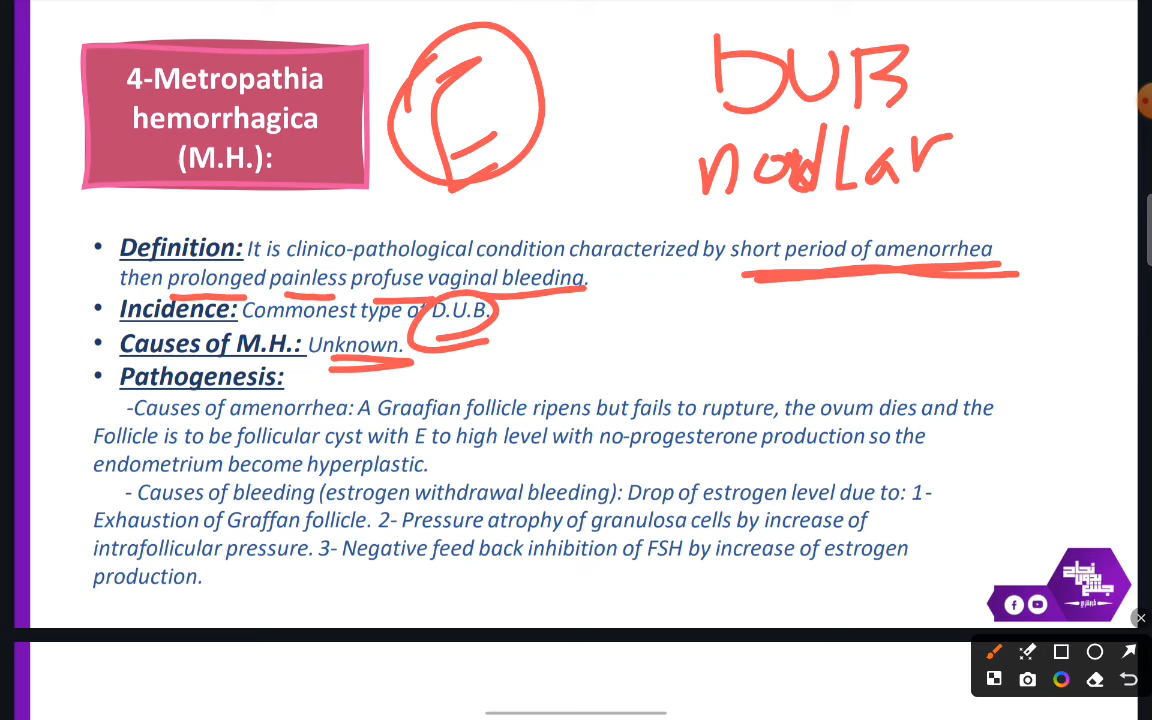 4-Metropathia
hemorrhagica
(M.H.):
E
DUB
• Definition: It is clinico-pathological condition characterized by short period of amenorrhea
then prolonged painless profuse vaginal bleeding.
• Incidence: Commonest type of D.U.B.
• Causes of M.H.: Unknown.
• Pathogenesis:
-Causes of amenorrhea: A Graafian follicle ripens but fails to rupture, the ovum dies and the
Follicle is to be follicular cyst with E to high level with no-progesterone production so the
endometrium become hyperplastic.
- Causes of bleeding (estrogen withdrawal bleeding): Drop of estrogen level due to: 1-
Exhaustion of Graffan follicle. 2- Pressure atrophy of granulosa cells by increase of
intrafollicular pressure. 3- Negative feed back inhibition of FSH by increase of estrogen
production.